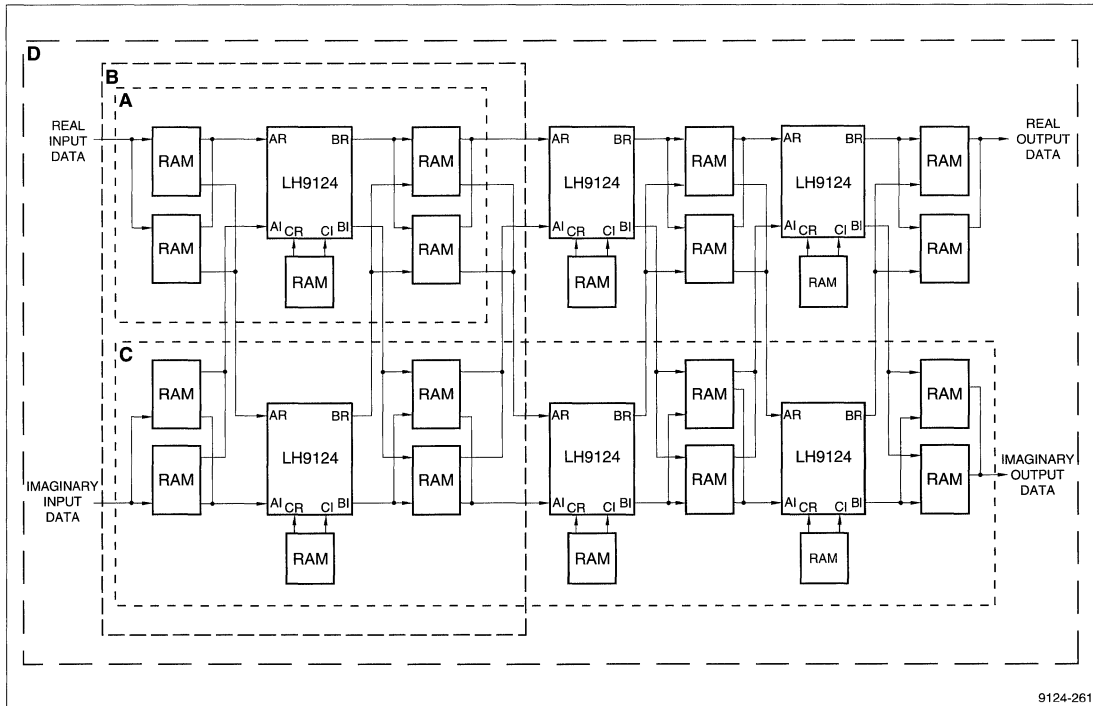 D
B
A
REAL
INPUT
DATA
RAM
RAM
AR
BR
LH9124
AI
CR
CI
BI
RAM
RAM
RAM
AR
BR
LH9124
AI
CR
CI
BI
RAM
RAM
RAM
AR
BR
LH9124
AI
CR
CI
BI
RAM
RAM
RAM
REAL
OUTPUT
DATA
C
IMAGINARY
INPUT
DATA
RAM
RAM
AR
BR
LH9124
AI
CR
CI
BI
RAM
RAM
RAM
AR
BR
LH9124
AI
CR
CI
BI
RAM
RAM
RAM
AR
BR
LH9124
AI
CR
CI
BI
RAM
RAM
RAM
IMAGINARY
OUTPUT
DATA
9124-261